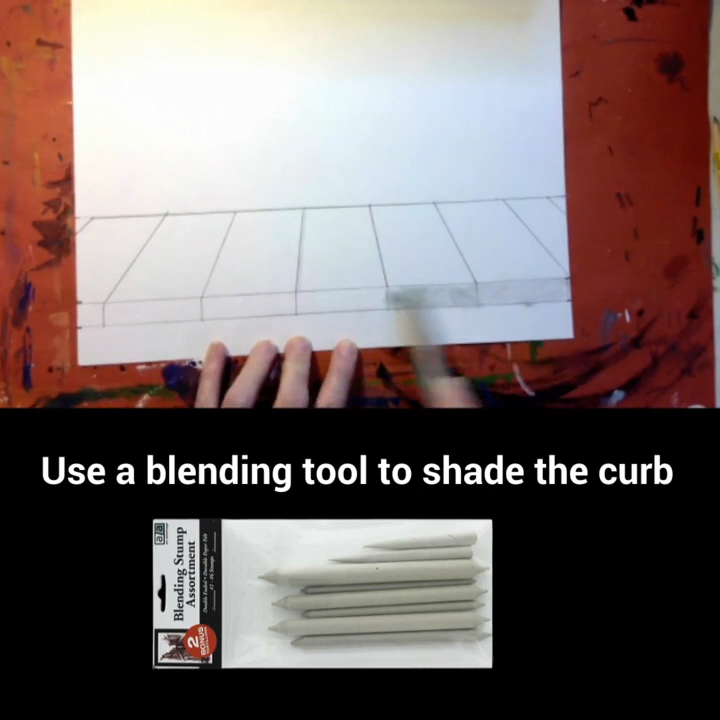 Use a blending tool to shade the curb
Blending Stump
Assortment
2
BONUS